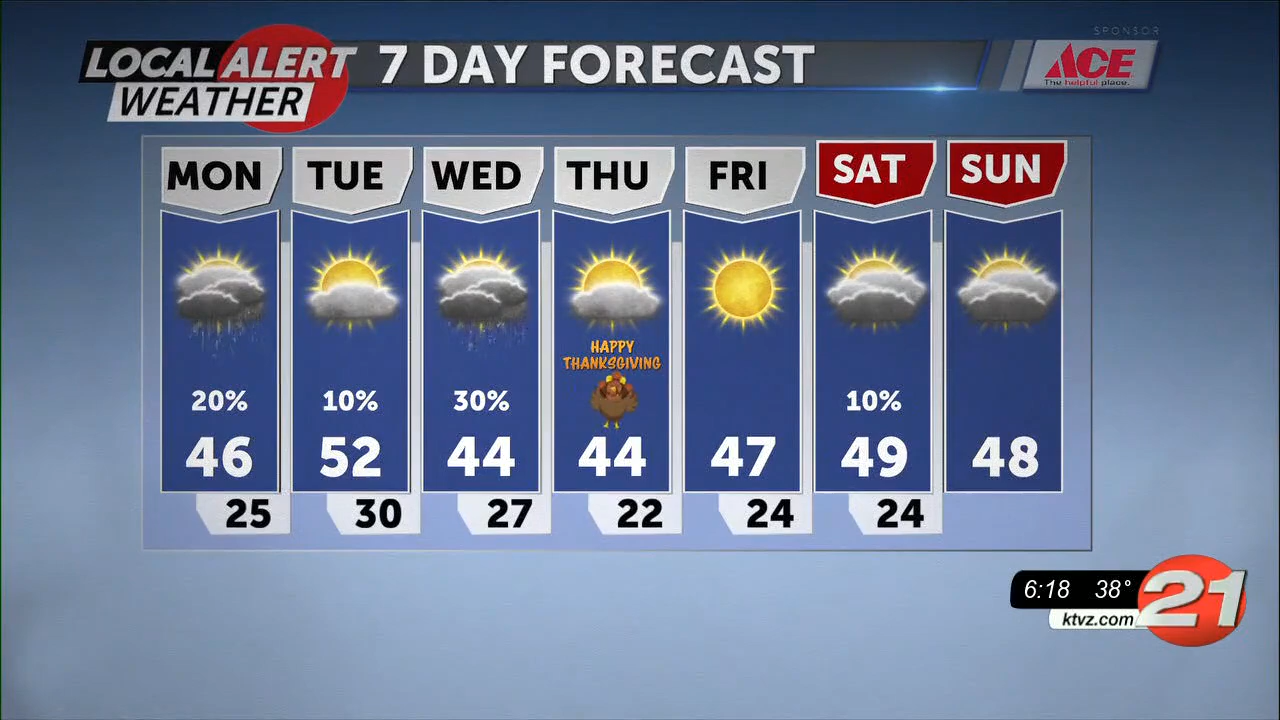 SPONSOR
LOCAL ALERT
WEATHER
7 DAY FORECAST
ACE
The helpful place.
MON TUE WED THU FRI SAT SUN
HAPPY
THANKSGIVING
20% 10% 30% 10%
46 52 44 44 47 49 48
25 30 27 22 24 24
6:18 38° 21
ktvz.com